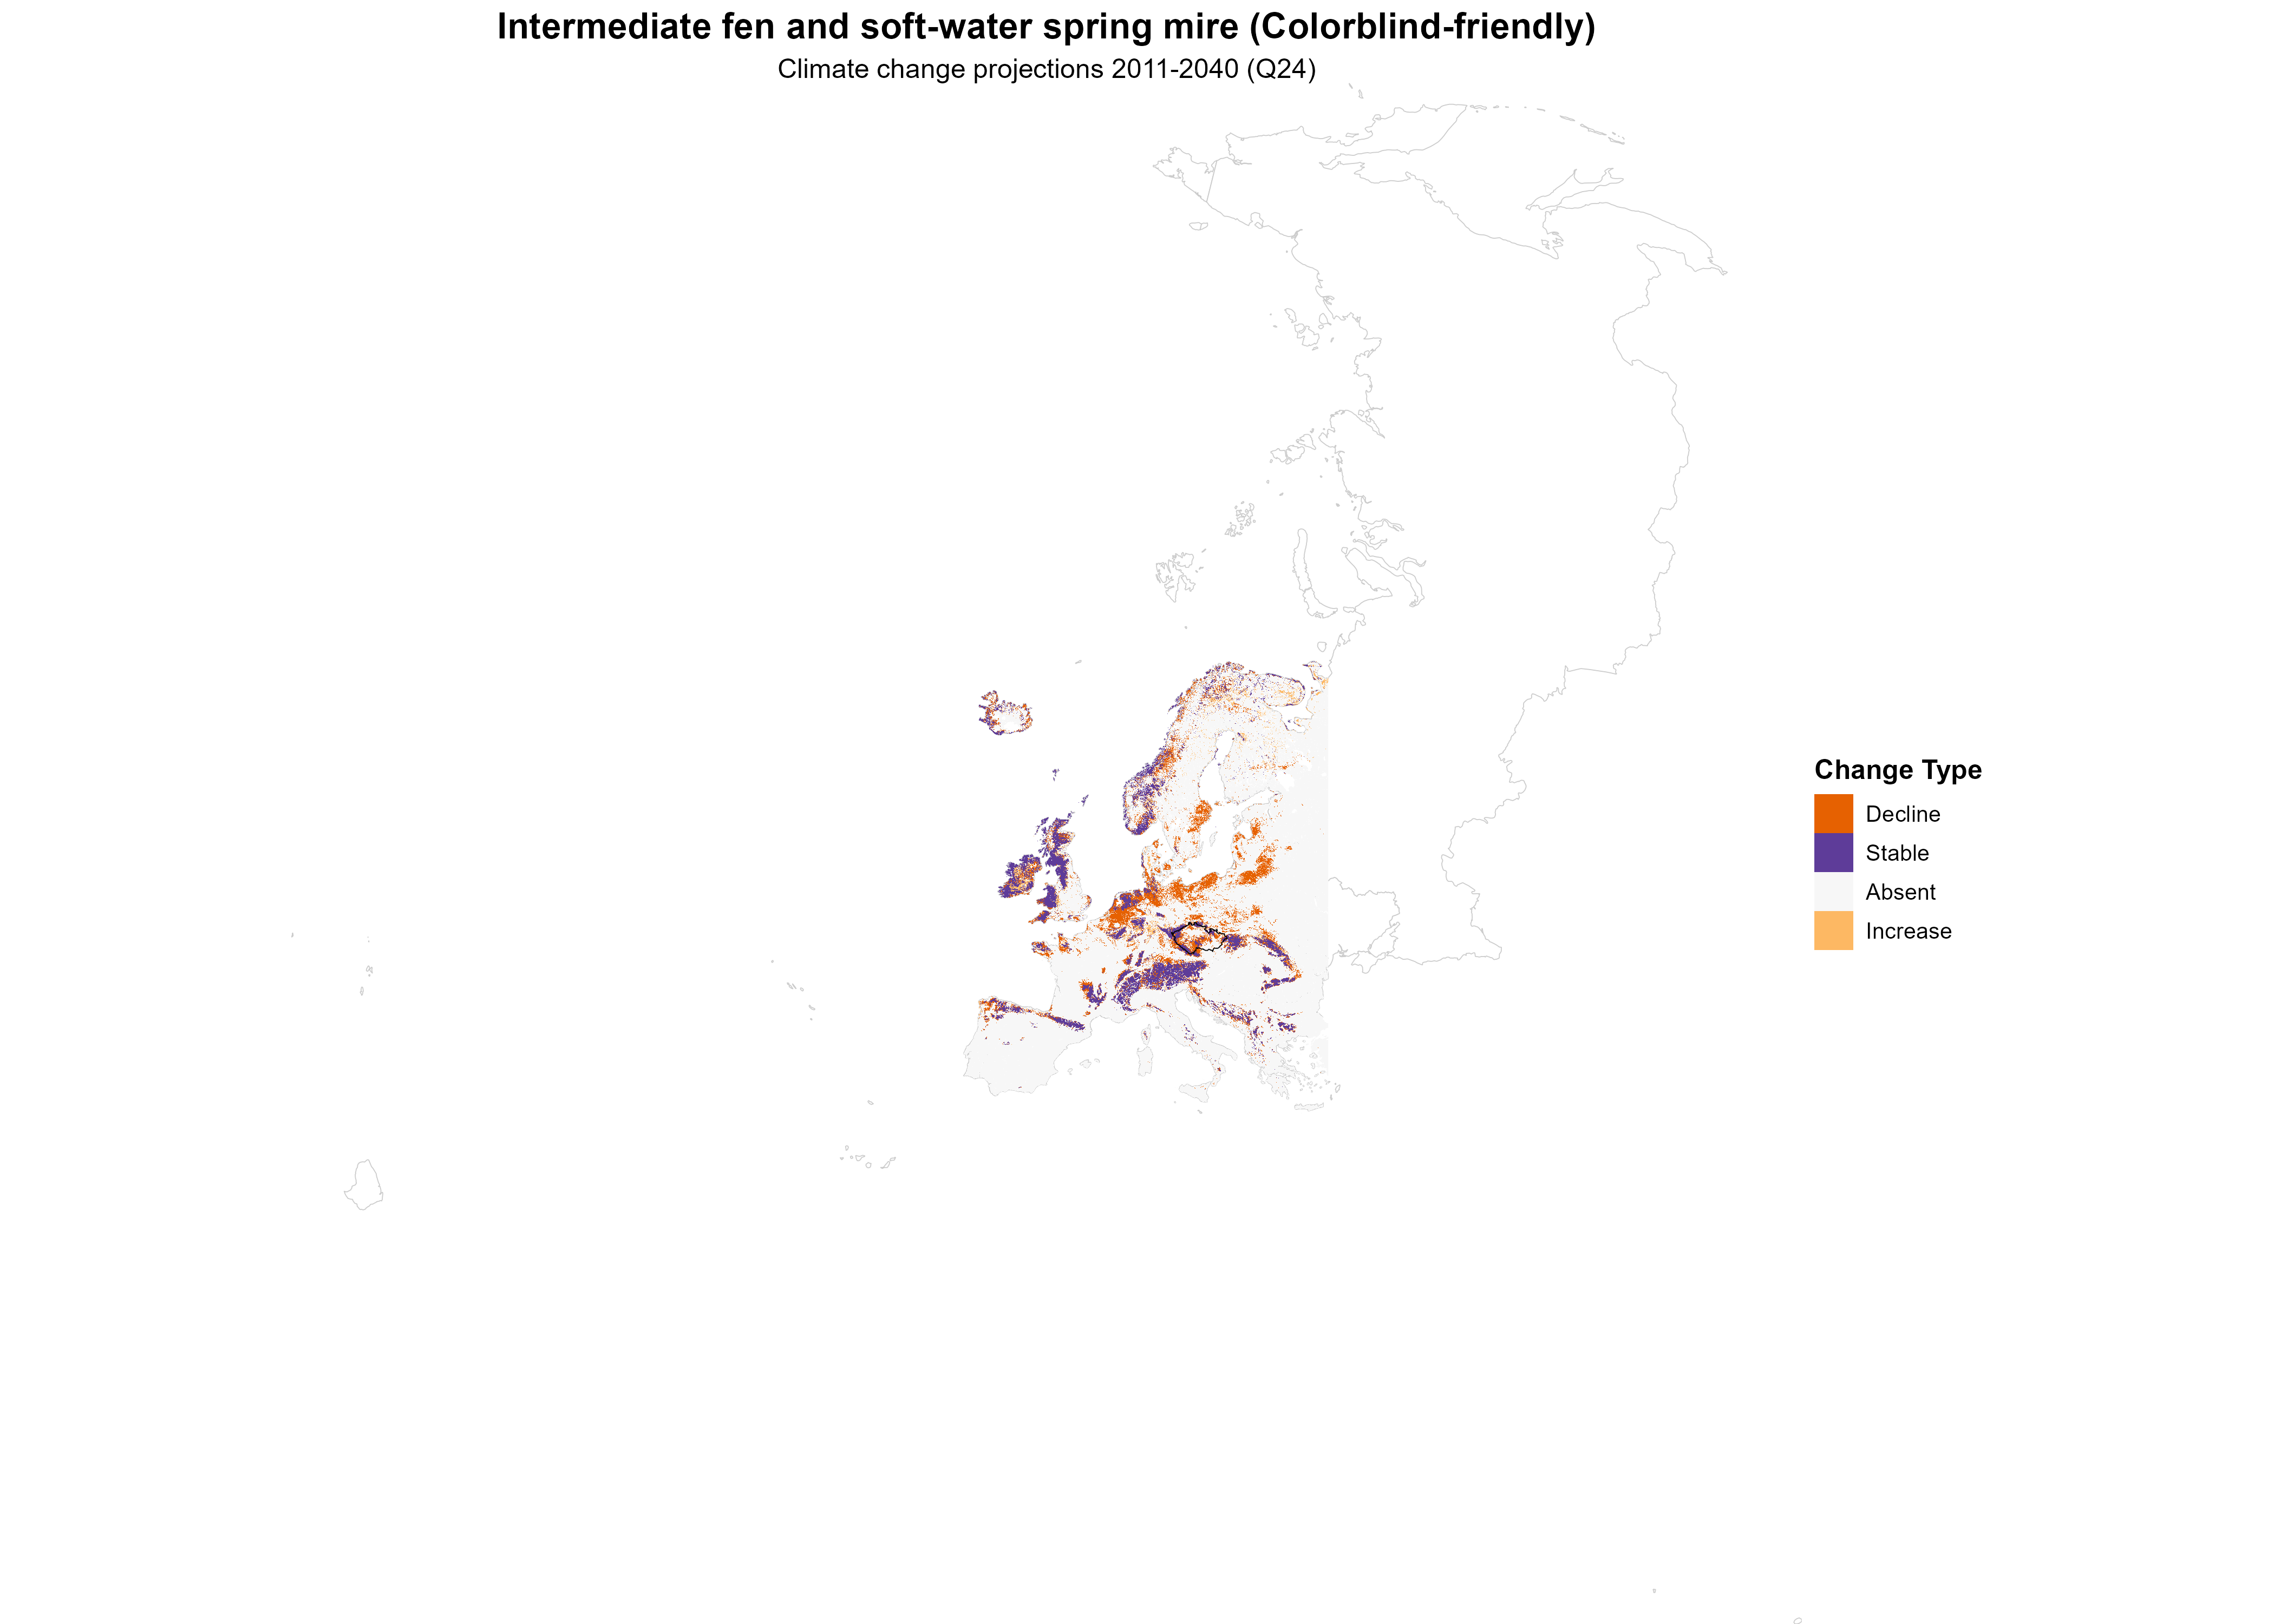 Intermediate fen and soft-water spring mire (Colorblind-friendly)
Climate change projections 2011-2040 (Q24)
Change Type
Decline
Stable
Absent
Increase